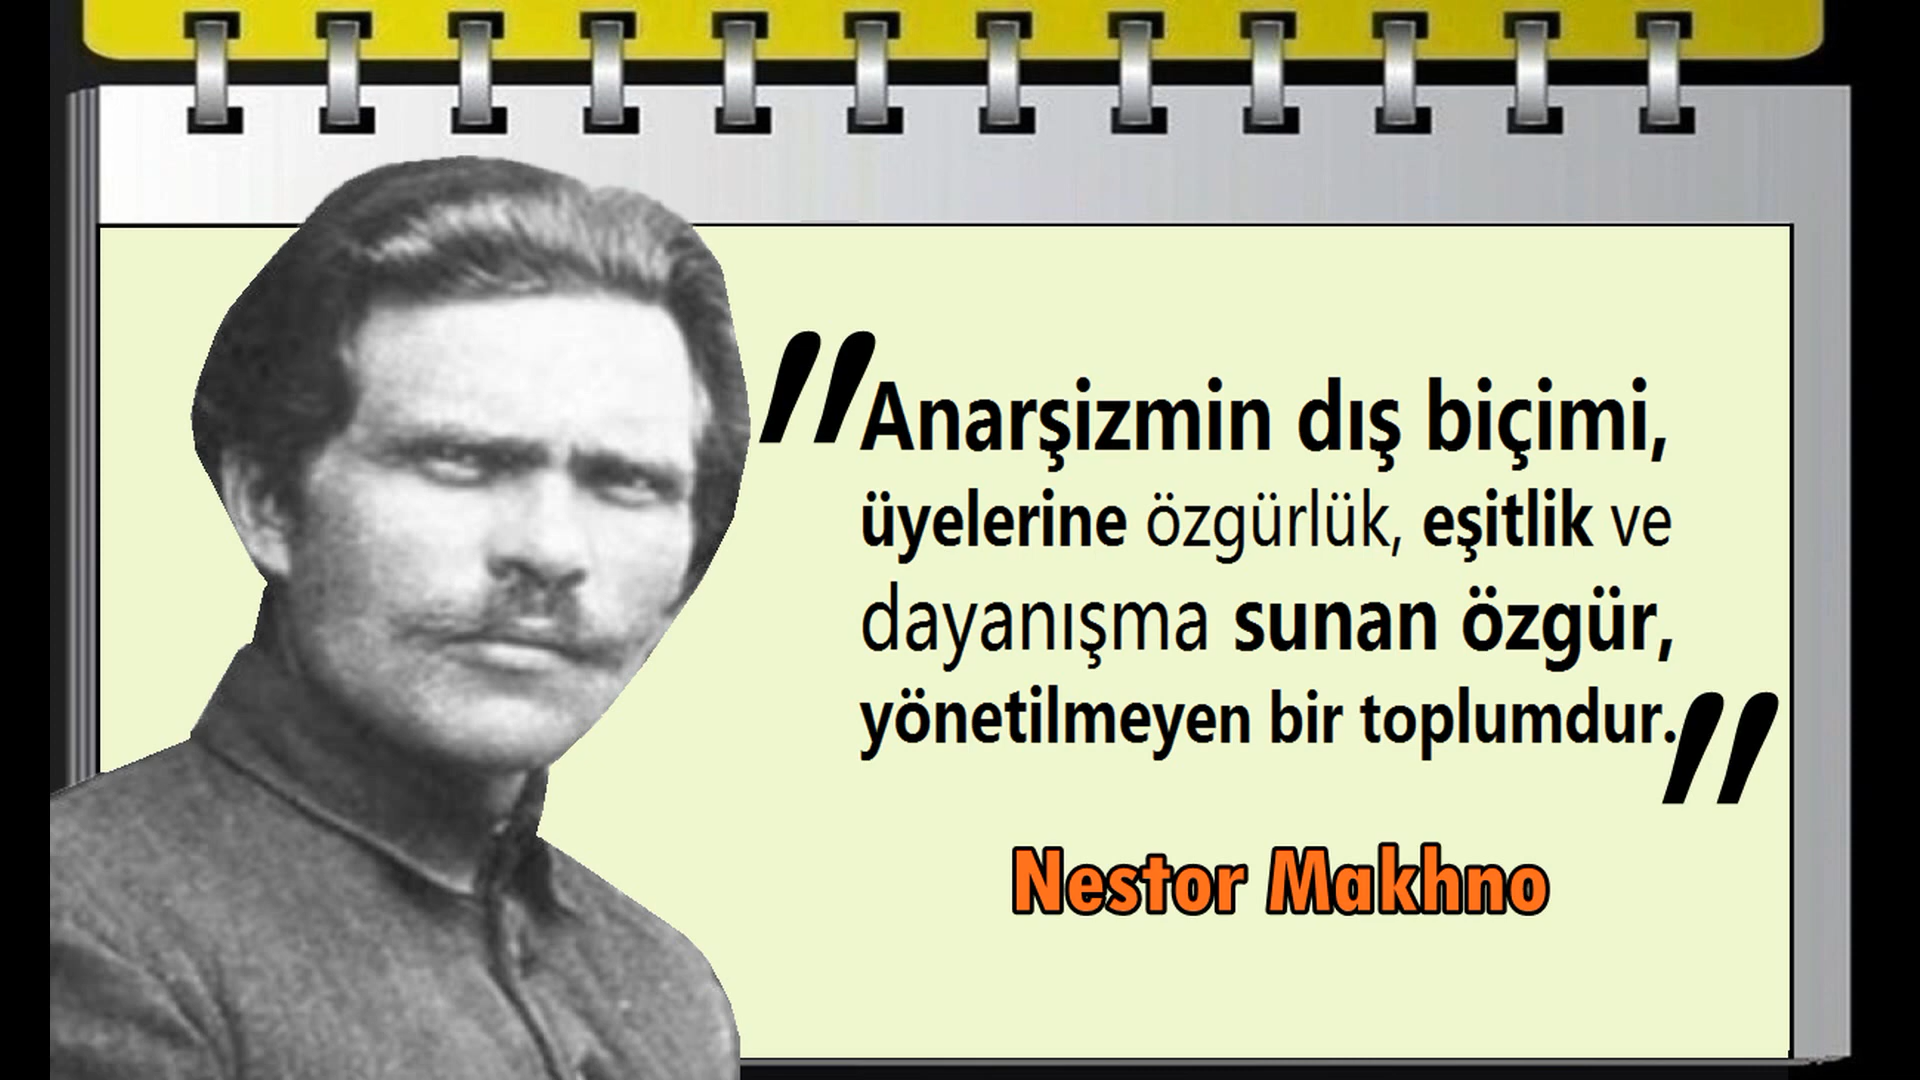 "Anarşizmin dış biçimi,
üyelerine özgürlük, eşitlik ve
dayanışma sunan özgür,
yönetilmeyen bir toplumdur."
Nestor Makhno